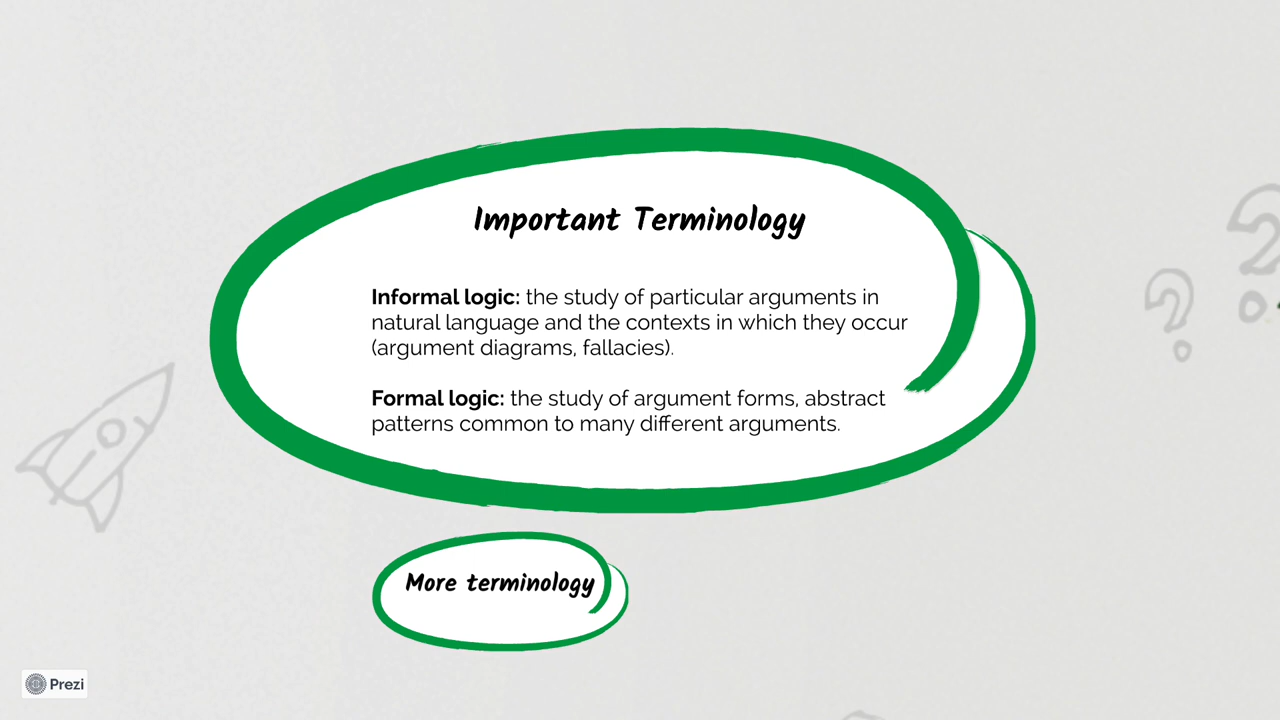 Important Terminology
Informal logic: the study of particular arguments in
natural language and the contexts in which they occur
(argument diagrams, fallacies).
Formal logic: the study of argument forms, abstract
patterns common to many different arguments.
More terminology
Prezi